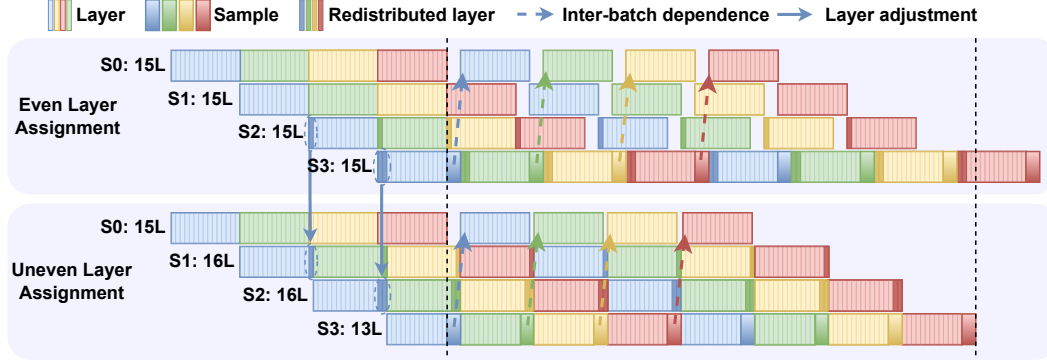 Layer Sample Redistributed layer Inter-batch dependence Layer adjustment
S0: 15L
S1: 15L
Even Layer
Assignment
S2: 15L
S3: 15L
S0: 15L
S1: 16L
Uneven Layer
Assignment
S2: 16L
S3: 13L